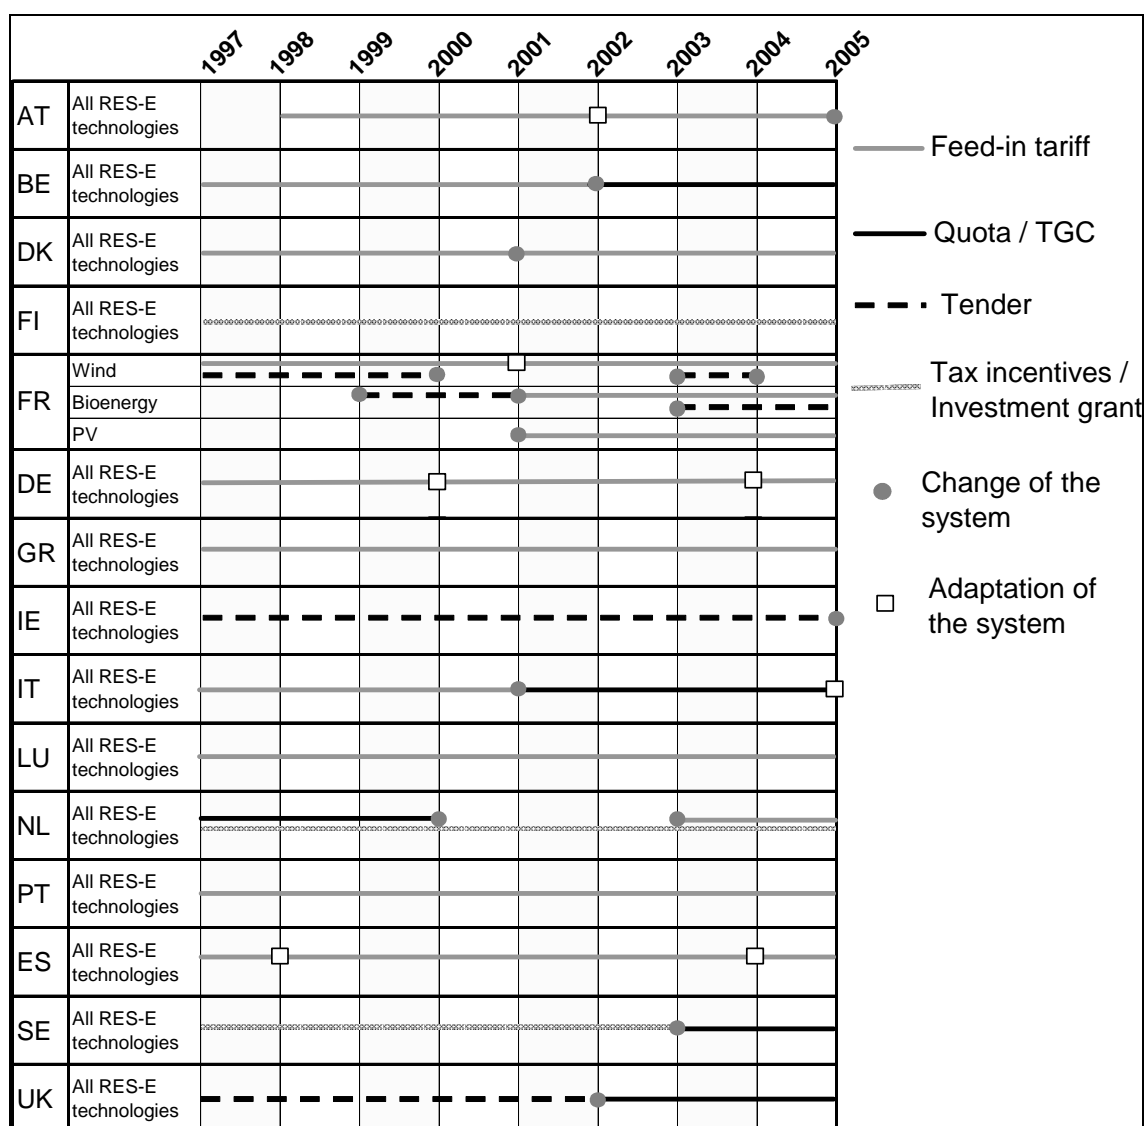 1997 1998 1999 2000 2001 2002 2003 2004 2005
AT
All RES-E
technologies
BE
All RES-E
technologies
DK
All RES-E
technologies
FI
All RES-E
technologies
FR
Wind
Bioenergy
PV
DE
All RES-E
technologies
GR
All RES-E
technologies
IE
All RES-E
technologies
IT
All RES-E
technologies
LU
All RES-E
technologies
NL
All RES-E
technologies
PT
All RES-E
technologies
ES
All RES-E
technologies
SE
All RES-E
technologies
UK
All RES-E
technologies
Feed-in tariff
Quota / TGC
Tender
Tax incentives /
Investment grant
Change of the
system
Adaptation of
the system